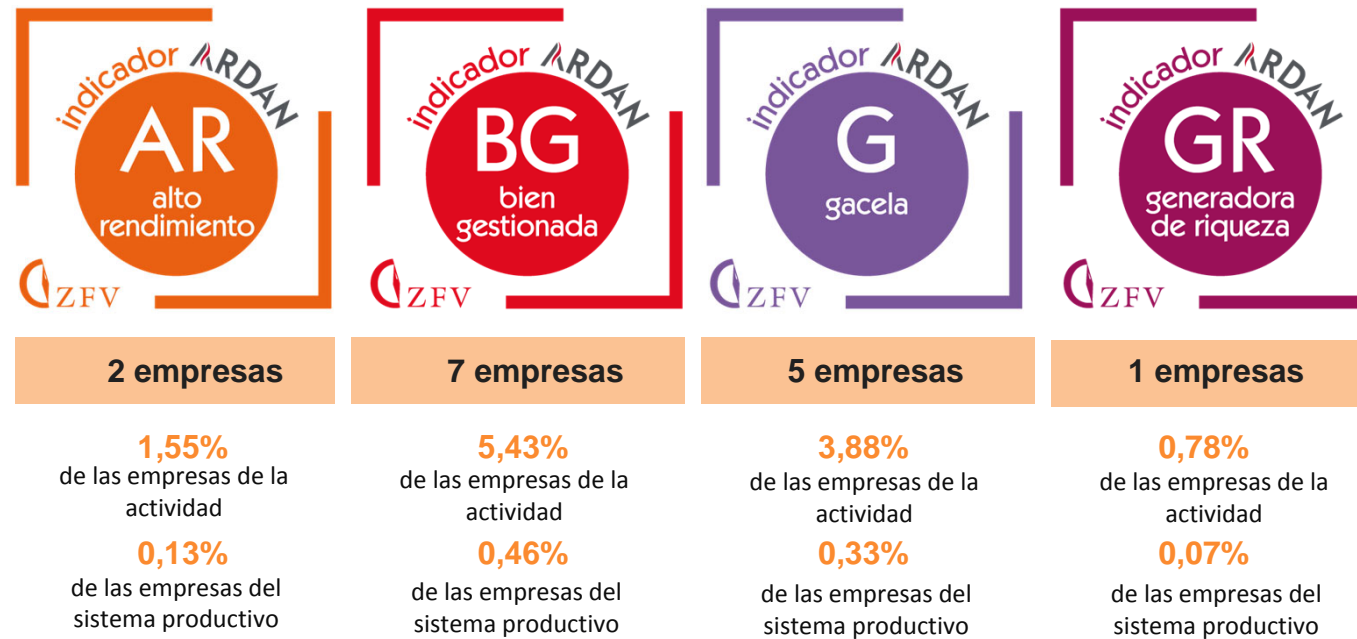 indicador ARDAN
AR
alto
rendimiento
ZFV
2 empresas
1,55%
de las empresas de la
actividad
0,13%
de las empresas del
sistema productivo
indicador ARDAN
BG
bien
gestionada
ZFV
7 empresas
5,43%
de las empresas de la
actividad
0,46%
de las empresas del
sistema productivo
indicador ARDAN
G
gacela
ZFV
5 empresas
3,88%
de las empresas de la
actividad
0,33%
de las empresas del
sistema productivo
indicador ARDAN
GR
generadora
de riqueza
ZFV
1 empresas
0,78%
de las empresas de la
actividad
0,07%
de las empresas del
sistema productivo